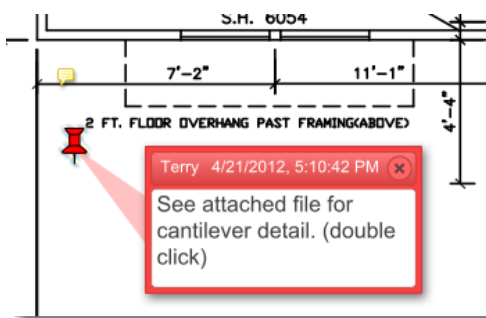 S.H. 6054
7'-2"
11'-1"
4'-4"
2 FT. FLOOR OVERHANG PAST FRAMING(ABOVE)
Terry 4/21/2012, 5:10:42 PM
See attached file for
cantilever detail. (double
click)